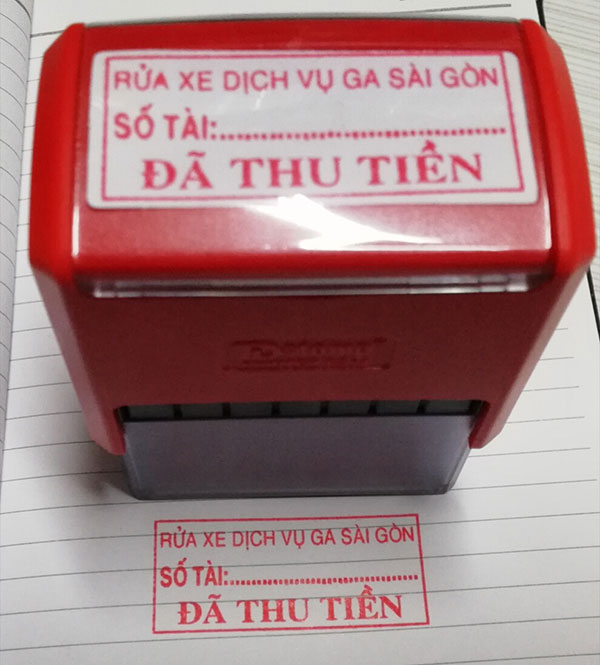 RỬA XE DỊCH VỤ GA SÀI GÒN
SỐ TÀI:........................................
ĐÃ THU TIỀN
RỬA XE DỊCH VỤ GA SÀI GÒN
SỐ TÀI:........................................
ĐÃ THU TIỀN